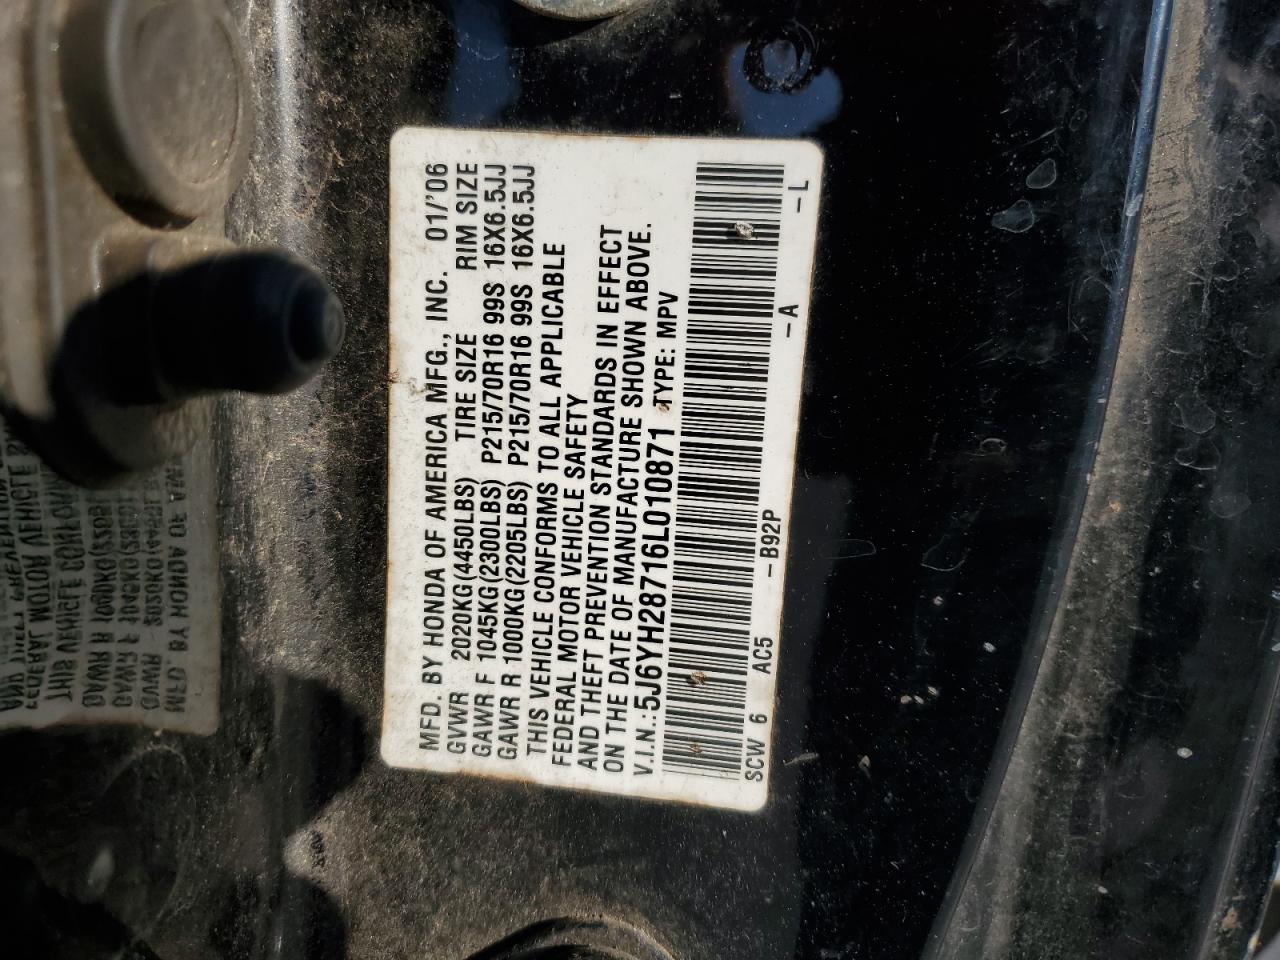 MFD. BY HONDA OF AMERICA MFG., INC. 01/'06
GVWR 2020KG(4450LBS) TIRE SIZE RIM SIZE
GAWR F 1045KG(2300LBS) P215/70R16 99S 16X6.5JJ
GAWR R 1000KG(2205LBS) P215/70R16 99S 16X6.5JJ
THIS VEHICLE CONFORMS TO ALL APPLICABLE
FEDERAL MOTOR VEHICLE SAFETY
AND THEFT PREVENTION STANDARDS IN EFFECT
ON THE DATE OF MANUFACTURE SHOWN ABOVE.
V.I.N.:5J6YH28716L010871 TYPE: MPV
SCW 6 AC5 -B92P -A -L